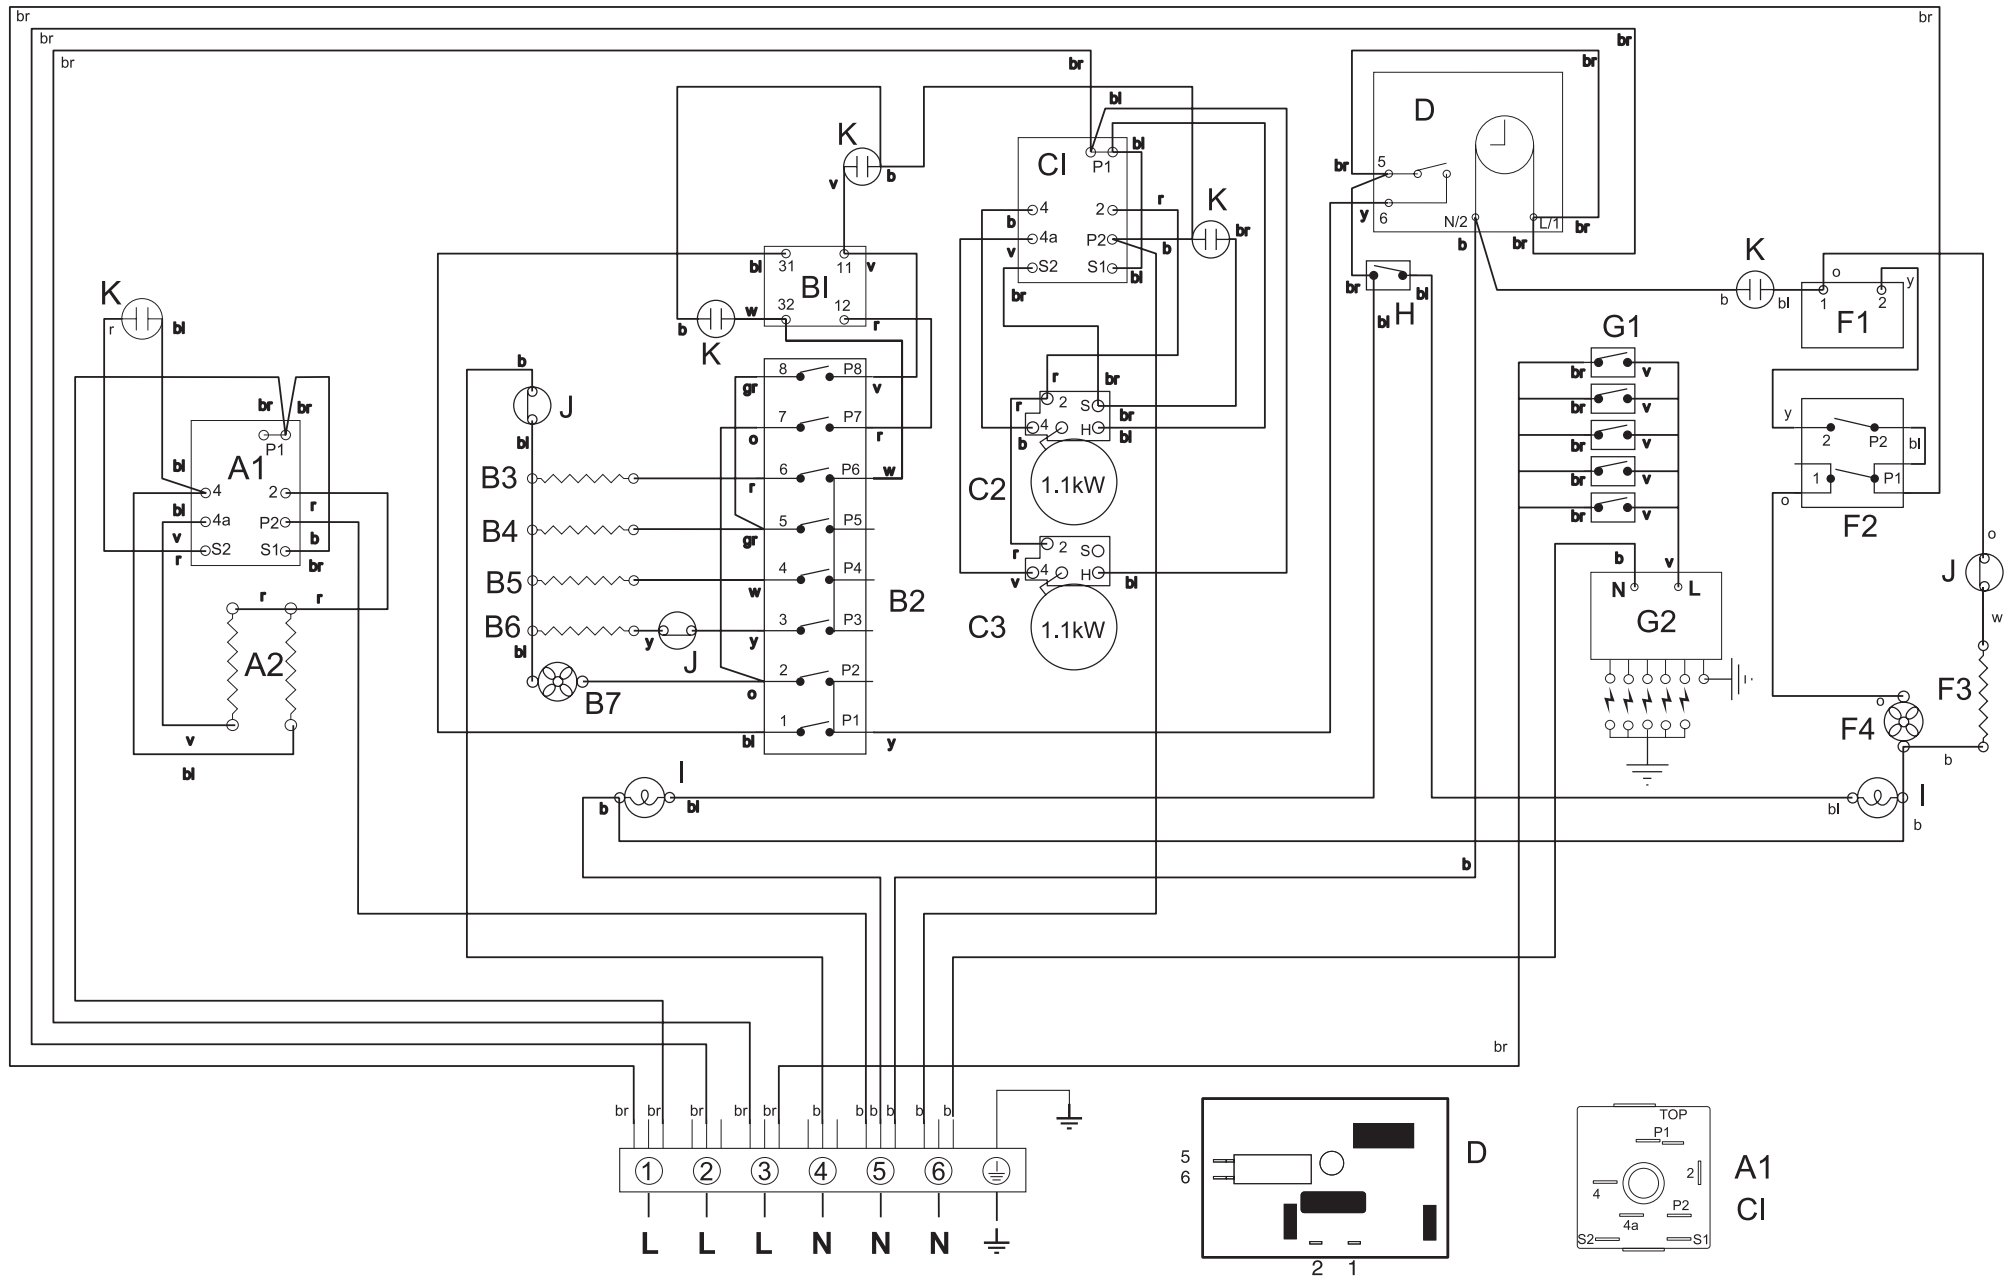 br br
br br
br br br
bl
K D
bl
CI P1
K v b br 5
4 2 r K
b
4a P2 br y 6 N/2 L/1 br
v b b br
S2 S1 bl K o
br
bl 31 11 v
BI
K w 32 12 r
r bl b K
br bl
bl H
b bl 1 2 y
F1
G1
b
8 P8 r br
gr v
J
br v
br br r 2 S br
7 P7
o r b 4 H bl
P1 bl
A1
bl
br v
y 2 P2 bl
1 P1
o
F2
B3 6 P6 w
r
C2 1.1kW
4 2 r
bl
4a P2
v b
S2 S1
r br
B4 5 P5
gr
br v
br v
br v
r 2 S
v 4 H bl
B5 4 P4
w
B2
b v
N L
G2
o
J
w
r r
A2
B6 y 3 P3
y
J
C3 1.1kW
bl
B7 2 P2
o
v
bl
1 P1
bl y
F3
o
F4
b
I
b bl
bl I
b
b
br
br br br br b b b b b b
1 2 3 4 5 6
L L L N N N
5
6
D
2 1
TOP
P1
2
4
P2
4a
S2 S1
A1
CI